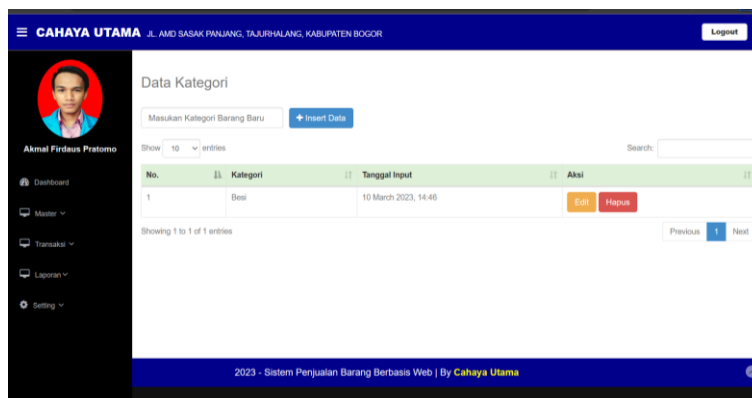 CAHAYA UTAMA JL. AMD SASAK PANJANG, TAJURHALANG, KABUPATEN BOGOR Logout
Akmal Firdaus Pratomo
Dashboard
Master
Transaksi
Laporan
Setting
Data Kategori
Masukan Kategori Barang Baru + Insert Data
Show 10 entries Search:
No. Kategori Tanggal Input Aksi
1 Besi 10 March 2023, 14:46 Edit Hapus
Showing 1 to 1 of 1 entries Previous 1 Next
2023 - Sistem Penjualan Barang Berbasis Web | By Cahaya Utama